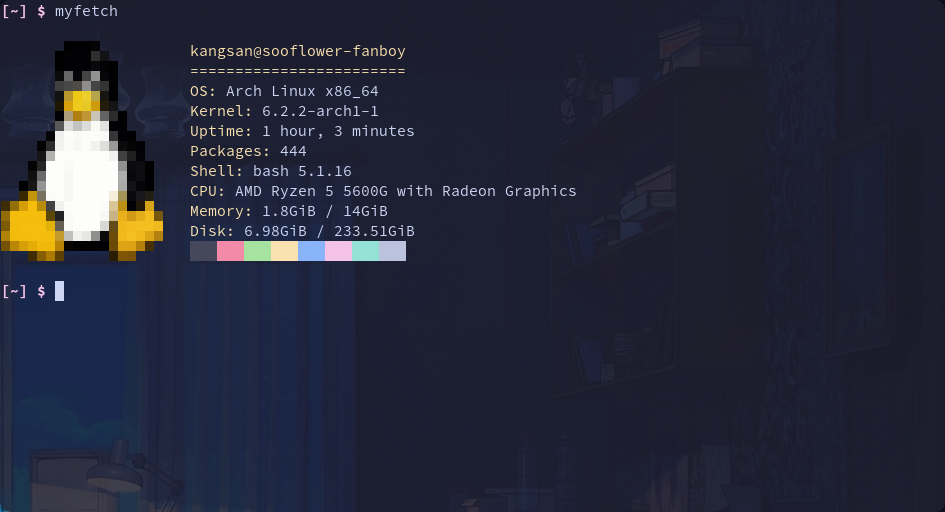 [~] $ myfetch
kangsan@sooflower-fanboy
========================
OS: Arch Linux x86_64
Kernel: 6.2.2-arch1-1
Uptime: 1 hour, 3 minutes
Packages: 444
Shell: bash 5.1.16
CPU: AMD Ryzen 5 5600G with Radeon Graphics
Memory: 1.8GiB / 14GiB
Disk: 6.98GiB / 233.51GiB
[~] $